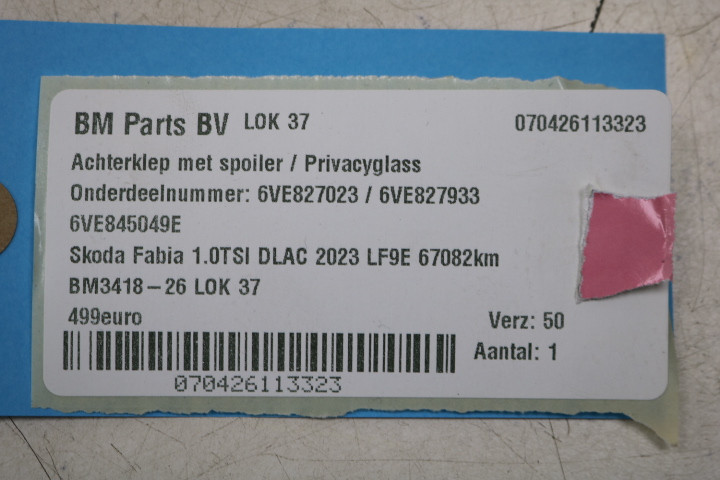 BM Parts BV LOK 37 070426113323
Achterklep met spoiler / Privacyglass
Onderdeelnummer: 6VE827023 / 6VE827933
6VE845049E
Skoda Fabia 1.0TSI DLAC 2023 LF9E 67082km
BM3418-26 LOK 37
499euro Verz: 50
Aantal: 1
070426113323